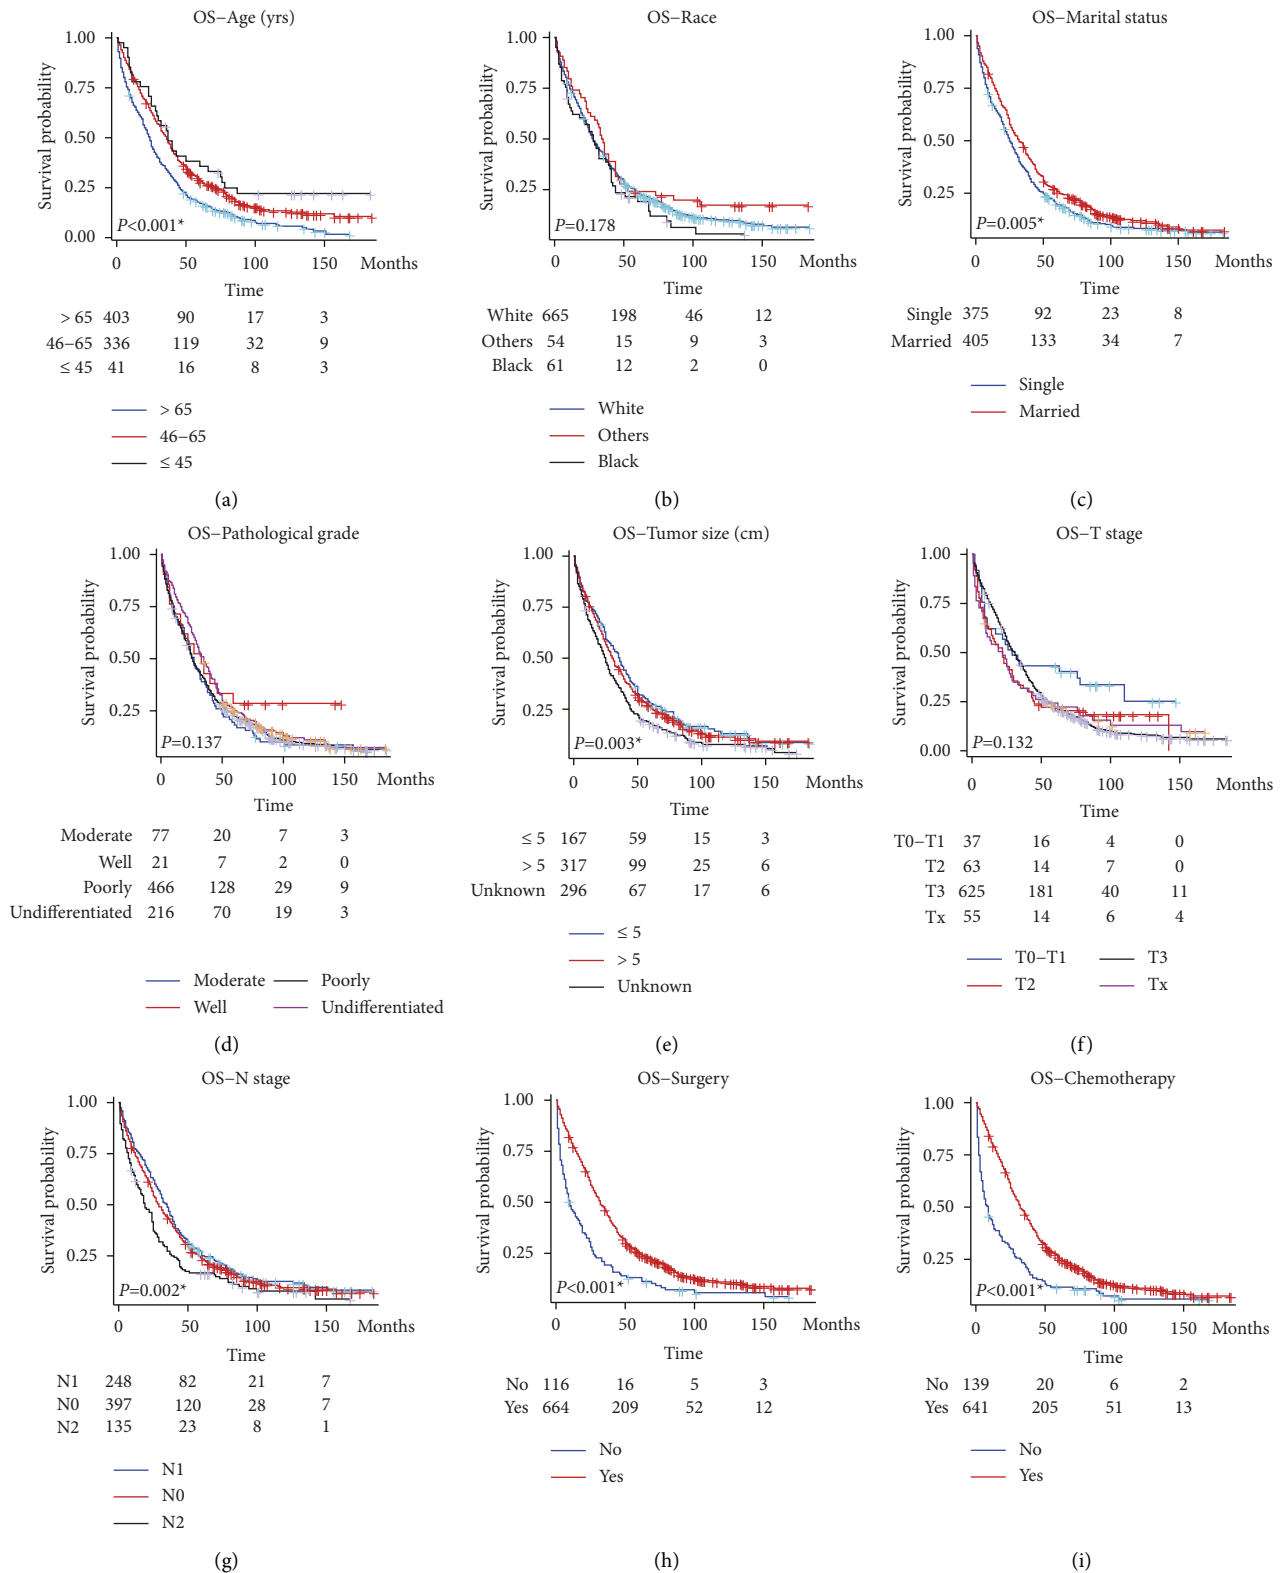 OS–Age (yrs)
Survival probability
1.00
0.75
0.50
0.25
0.00
P<0.001*
0 50 100 150 Months
Time
> 65 403 90 17 3
46–65 336 119 32 9
≤ 45 41 16 8 3
> 65
46–65
≤ 45
(a)
OS–Race
Survival probability
1.00
0.75
0.50
0.25
P=0.178
0 50 100 150 Months
Time
White 665 198 46 12
Others 54 15 9 3
Black 61 12 2 0
White
Others
Black
(b)
OS–Marital status
Survival probability
1.00
0.75
0.50
0.25
P=0.005*
0 50 100 150 Months
Time
Single 375 92 23 8
Married 405 133 34 7
Single
Married
(c)
OS–Pathological grade
Survival probability
1.00
0.75
0.50
0.25
P=0.137
0 50 100 150 Months
Time
Moderate 77 20 7 3
Well 21 7 2 0
Poorly 466 128 29 9
Undifferentiated 216 70 19 3
Moderate Poorly
Well Undifferentiated
(d)
OS–Tumor size (cm)
Survival probability
1.00
0.75
0.50
0.25
P=0.003*
0 50 100 150 Months
Time
≤ 5 167 59 15 3
> 5 317 99 25 6
Unknown 296 67 17 6
≤ 5
> 5
Unknown
(e)
OS–T stage
Survival probability
1.00
0.75
0.50
0.25
0.00
P=0.132
0 50 100 150 Months
Time
T0–T1 37 16 4 0
T2 63 14 7 0
T3 625 181 40 11
Tx 55 14 6 4
T0–T1 T3
T2 Tx
(f)
OS–N stage
Survival probability
1.00
0.75
0.50
0.25
P=0.002*
0 50 100 150 Months
Time
N1 248 82 21 7
N0 397 120 28 7
N2 135 23 8 1
N1
N0
N2
(g)
OS–Surgery
Survival probability
1.00
0.75
0.50
0.25
P<0.001*
0 50 100 150 Months
Time
No 116 16 5 3
Yes 664 209 52 12
No
Yes
(h)
OS–Chemotherapy
Survival probability
1.00
0.75
0.50
0.25
P<0.001*
0 50 100 150 Months
Time
No 139 20 6 2
Yes 641 205 51 13
No
Yes
(i)